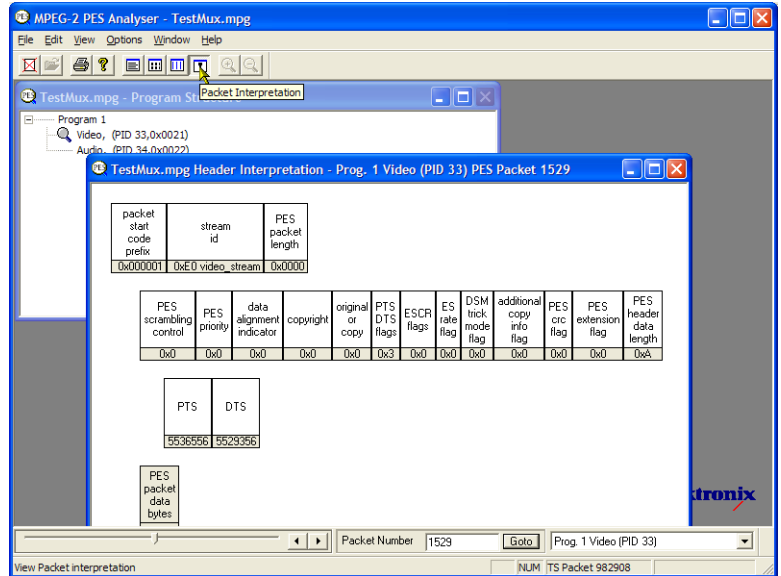 MPEG-2 PES Analyser - TestMux.mpg
File Edit View Options Window Help
Packet Interpretation
TestMux.mpg - Program St
Program 1
Video, (PID 33,0x0021)
Audio, (PID 34,0x0022)
TestMux.mpg Header Interpretation - Prog. 1 Video (PID 33) PES Packet 1529
packet start code prefix
stream id
PES packet length
0x000001 0xE0 video_stream 0x0000
PES scrambling control
PES priority
data alignment indicator
copyright
original or copy
PTS DTS flags
ESCR flags
ES rate flag
DSM trick mode flag
additional copy info flag
PES crc flag
PES extension flag
PES header data length
0x0 0x0 0x0 0x0 0x0 0x3 0x0 0x0 0x0 0x0 0x0 0x0 0xA
PTS DTS
5536556 5529356
PES packet data bytes
tronix
Packet Number 1529 Goto Prog. 1 Video (PID 33)
View Packet interpretation NUM TS Packet 982908